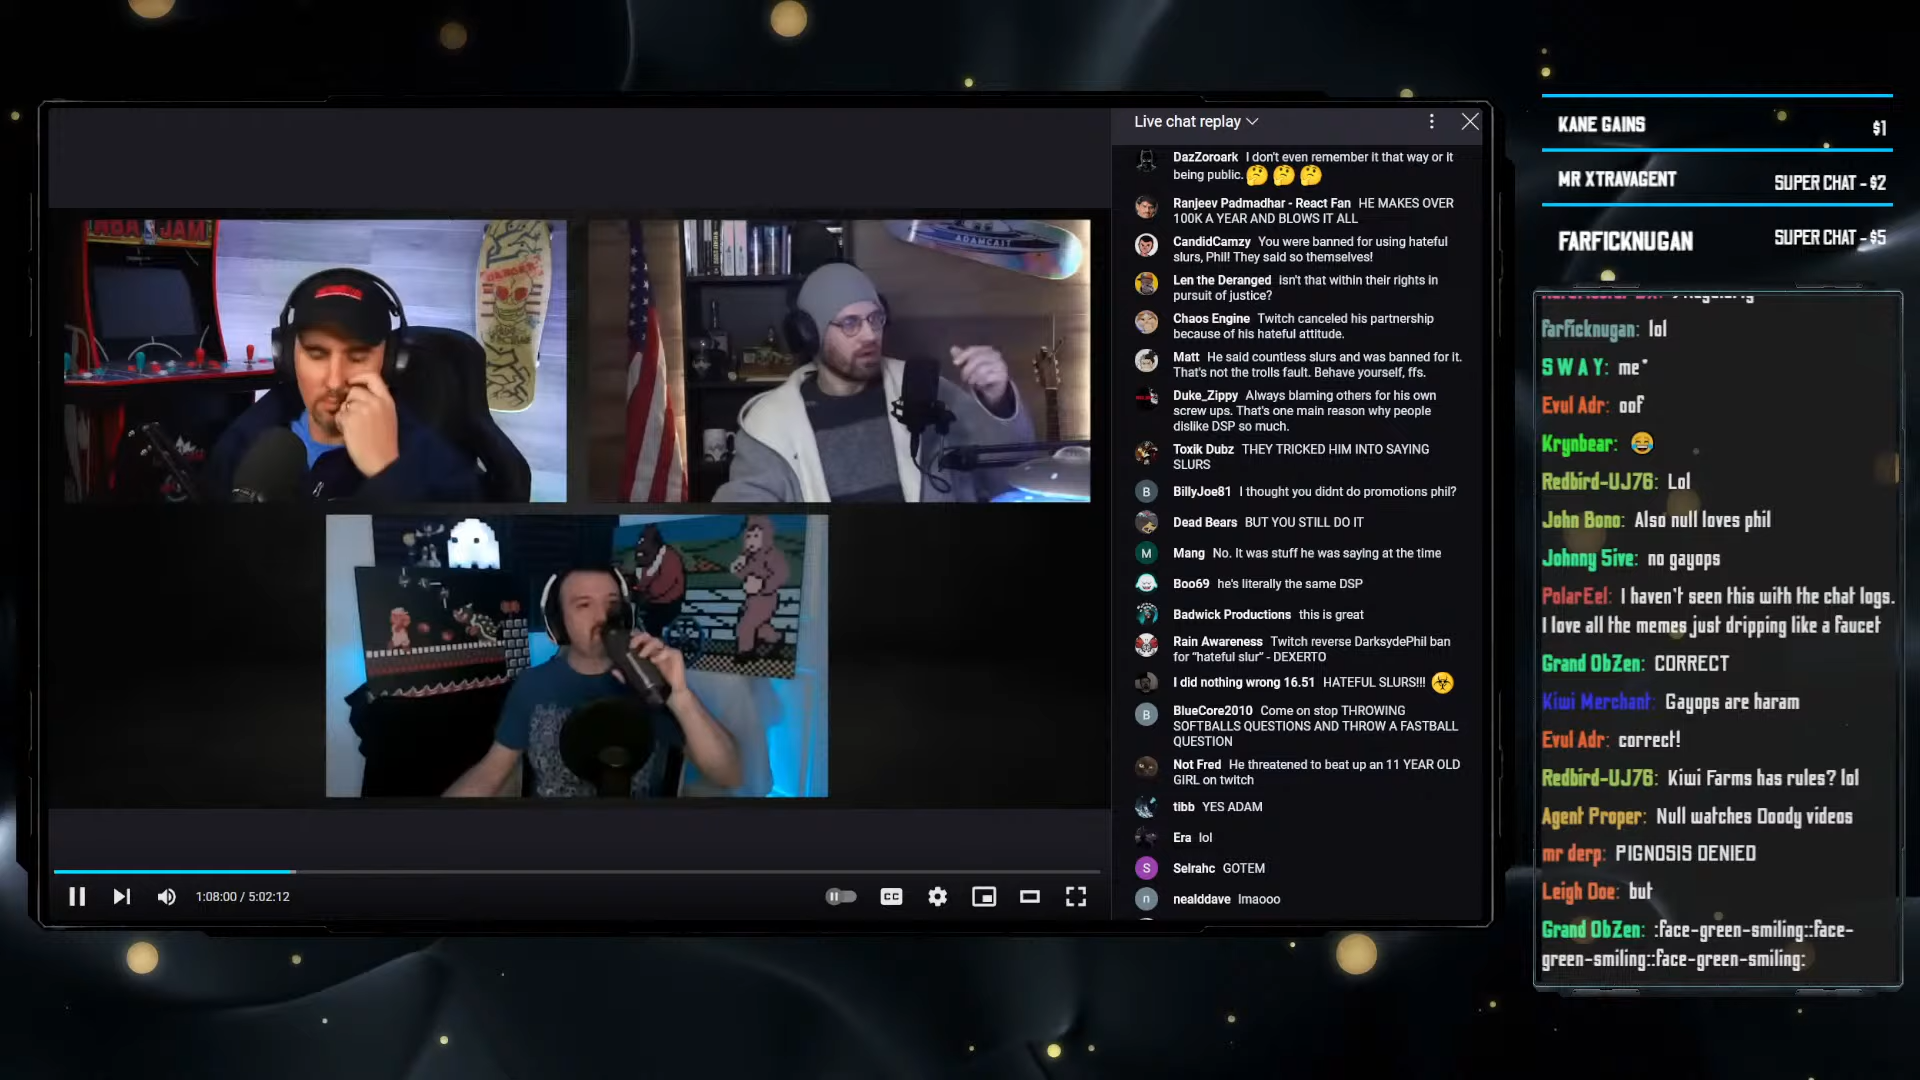 NBA JAM
ADAMCAST
Live chat replay
DazZoroark I don't even remember it that way or it
being public. 🤔 🤔 🤔
Ranjeev Padmadhar - React Fan HE MAKES OVER
100K A YEAR AND BLOWS IT ALL
CandidCamzy You were banned for using hateful
slurs, Phil! They said so themselves!
Len the Deranged isn't that within their rights in
pursuit of justice?
Chaos Engine Twitch canceled his partnership
because of his hateful attitude.
Matt He said countless slurs and was banned for it.
That's not the trolls fault. Behave yourself, ffs.
Duke_Zippy Always blaming others for his own
screw ups. That's one main reason why people
dislike DSP so much.
Toxik Dubz THEY TRICKED HIM INTO SAYING
SLURS
B BillyJoe81 I thought you didnt do promotions phil?
Dead Bears BUT YOU STILL DO IT
M Mang No. It was stuff he was saying at the time
Boo69 he's literally the same DSP
Badwick Productions this is great
Rain Awareness Twitch reverse DarksydePhil ban
for “hateful slur” - DEXERTO
I did nothing wrong 16.51 HATEFUL SLURS!!! ☣
B BlueCore2010 Come on stop THROWING
SOFTBALLS QUESTIONS AND THROW A FASTBALL
QUESTION
Not Fred He threatened to beat up an 11 YEAR OLD
GIRL on twitch
tibb YES ADAM
Era lol
S Selrahc GOTEM
n nealddave lmaooo
1:08:00 / 5:02:12
CC
KANE GAINS $1
MR XTRAVAGENT SUPER CHAT - $2
FARFICKNUGAN SUPER CHAT - $5
farficknugan: lol
S W A Y: me*
Evul Adr: oof
Krynbear: 😂
Redbird-UJ76: Lol
John Bono: Also null loves phil
Johnny 5ive: no gayops
PolarEel: I haven't seen this with the chat logs.
I love all the memes just dripping like a faucet
Grand ObZen: CORRECT
Kiwi Merchant: Gayops are haram
Evul Adr: correct!
Redbird-UJ76: Kiwi Farms has rules? lol
Agent Proper: Null watches Doody videos
mr derp: PIGNOSIS DENIED
Leigh Doe: but
Grand ObZen: :face-green-smiling::face-
green-smiling::face-green-smiling: